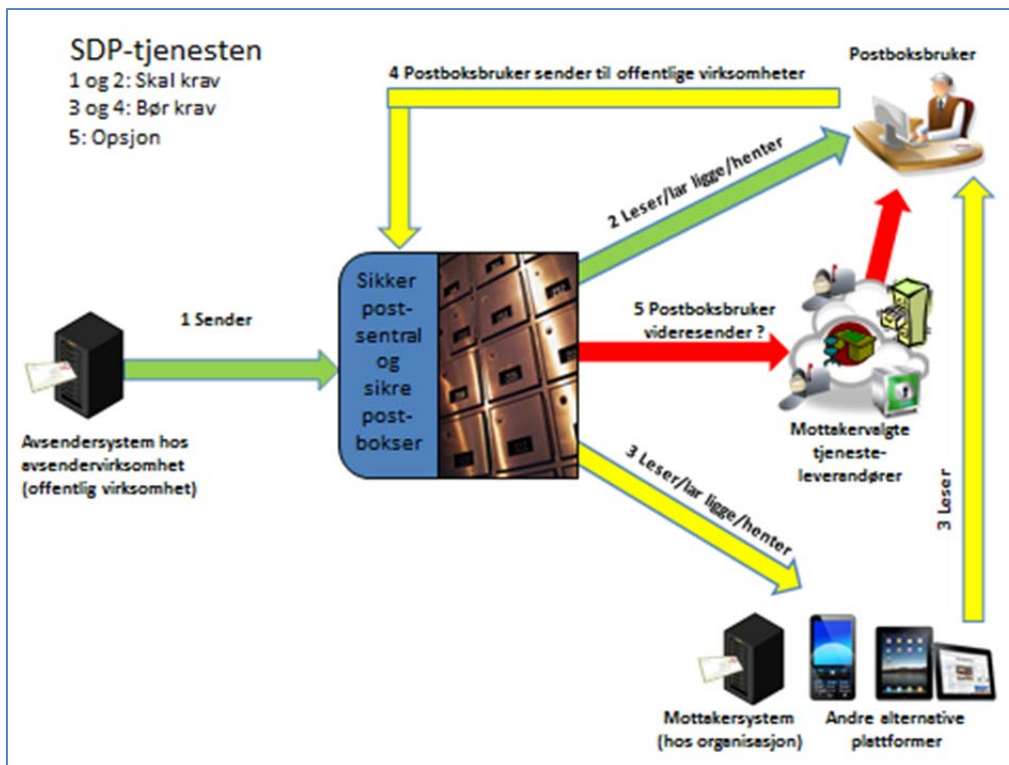 SDP-tjenesten
1 og 2: Skal krav
3 og 4: Bør krav
5: Opsjon
4 Postboksbruker sender til offentlige virksomheter
Postboksbruker
2 Leser/lar ligge/henter
1 Sender
Sikker
post-
sentral
og
sikre
post-
bokser
5 Postboksbruker
videresender ?
Avsendersystem hos
avsendervirksomhet
(offentlig virksomhet)
Mottakervalgte
tjeneste-
leverandører
3 Leser/lar ligge/henter
3 Leser
Mottakersystem
(hos organisasjon)
Andre alternative
plattformer